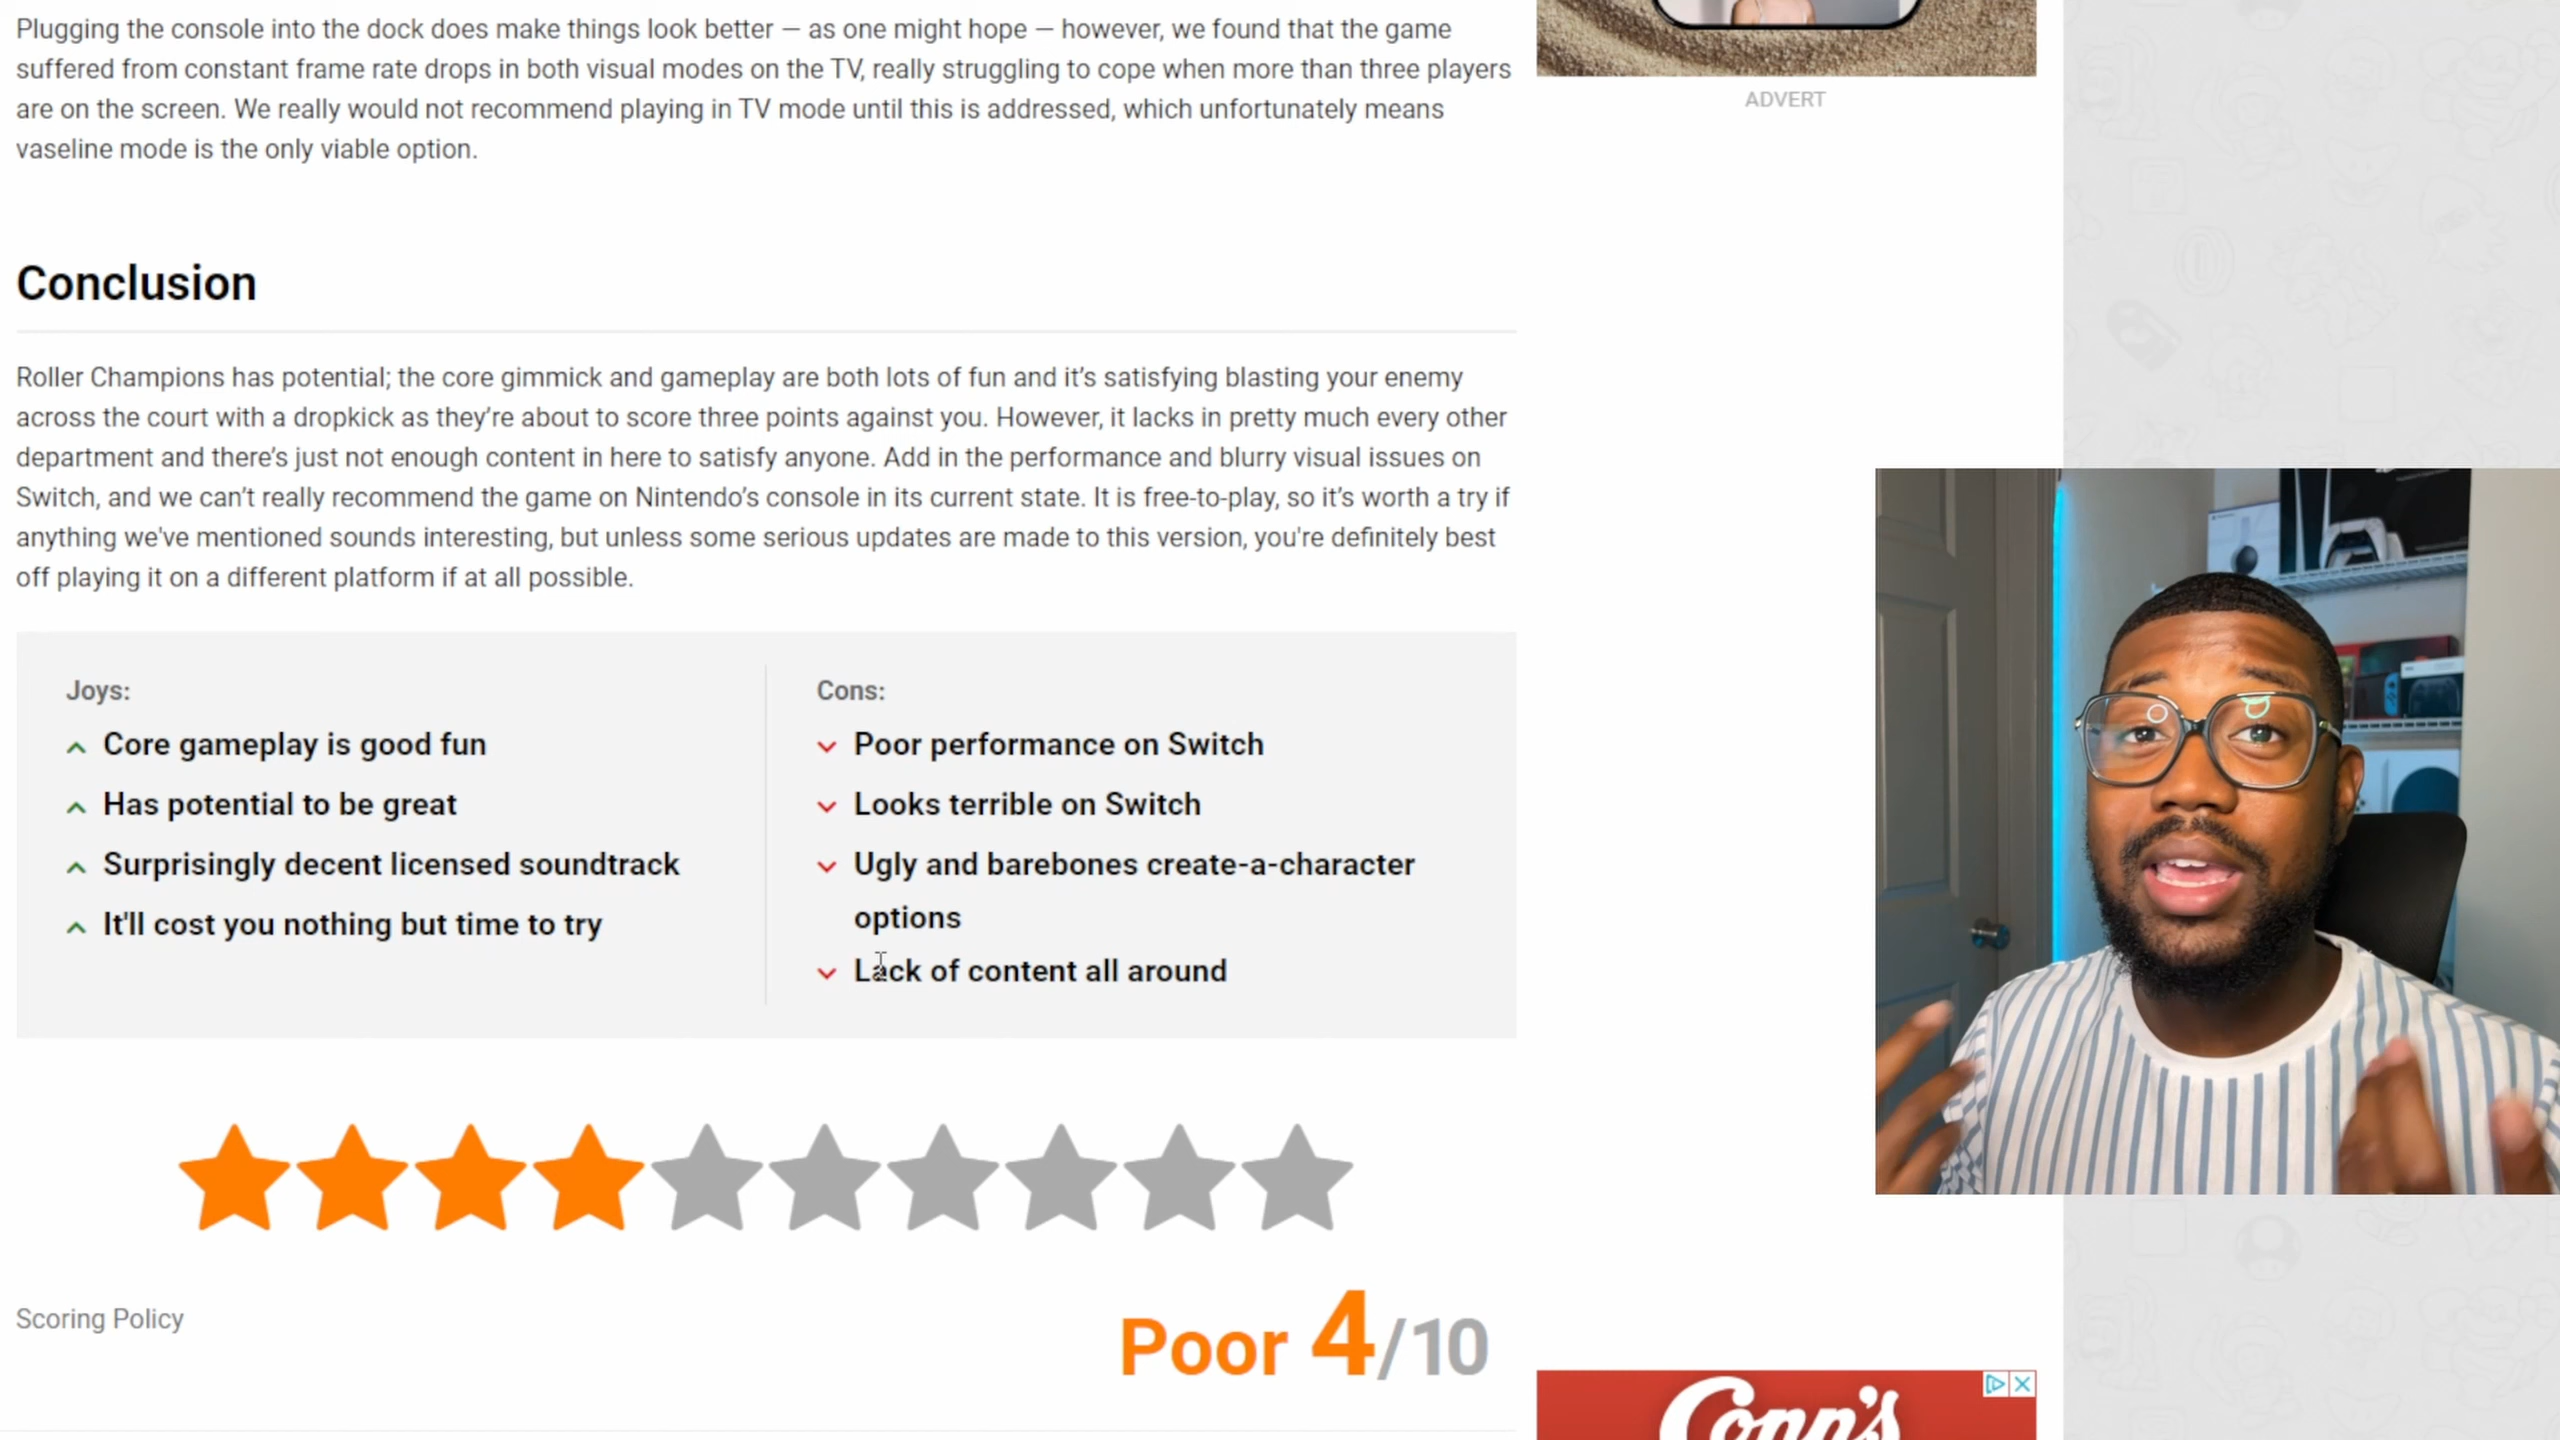 Plugging the console into the dock does make things look better — as one might hope — however, we found that the game
suffered from constant frame rate drops in both visual modes on the TV, really struggling to cope when more than three players
are on the screen. We really would not recommend playing in TV mode until this is addressed, which unfortunately means
vaseline mode is the only viable option.
ADVERT
Conclusion
Roller Champions has potential; the core gimmick and gameplay are both lots of fun and it’s satisfying blasting your enemy
across the court with a dropkick as they’re about to score three points against you. However, it lacks in pretty much every other
department and there’s just not enough content in here to satisfy anyone. Add in the performance and blurry visual issues on
Switch, and we can’t really recommend the game on Nintendo’s console in its current state. It is free-to-play, so it’s worth a try if
anything we've mentioned sounds interesting, but unless some serious updates are made to this version, you're definitely best
off playing it on a different platform if at all possible.
Joys:
Core gameplay is good fun
Has potential to be great
Surprisingly decent licensed soundtrack
It'll cost you nothing but time to try
Cons:
Poor performance on Switch
Looks terrible on Switch
Ugly and barebones create-a-character
options
Lack of content all around
Scoring Policy
Poor 4/10
Conn's